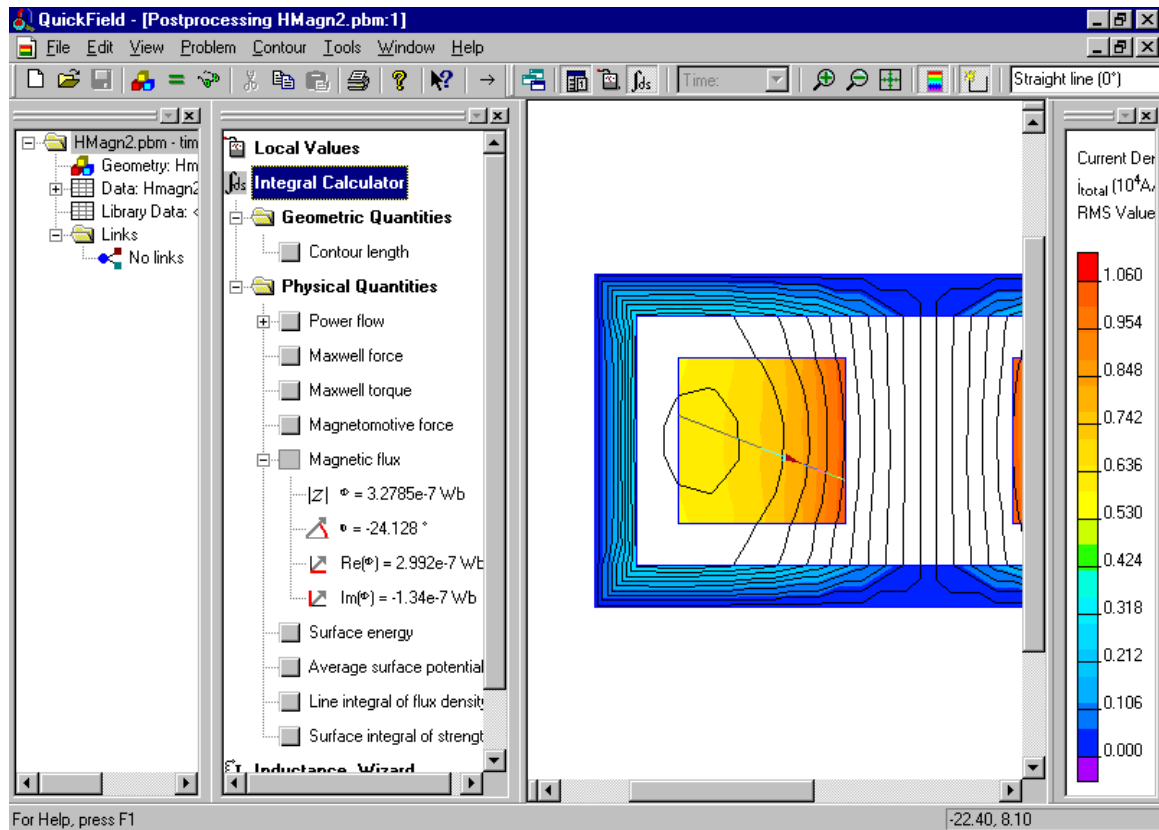 QuickField - [Postprocessing HMagn2.pbm:1]
File Edit View Problem Contour Tools Window Help
Time:
Straight line (0°)
HMagn2.pbm - tim
Geometry: Hm
Data: Hmagn2
Library Data: <
Links
No links
Local Values
∫ds Integral Calculator
Geometric Quantities
Contour length
Physical Quantities
Power flow
Maxwell force
Maxwell torque
Magnetomotive force
Magnetic flux
|Z| Φ = 3.2785e-7 Wb
φ = -24.128 °
Re(Φ) = 2.992e-7 Wb
Im(Φ) = -1.34e-7 Wb
Surface energy
Average surface potential
Line integral of flux density
Surface integral of strengt
Inductance Wizard
Current Der
itotal (10⁴A/
RMS Value
1.060
0.954
0.848
0.742
0.636
0.530
0.424
0.318
0.212
0.106
0.000
For Help, press F1
-22.40, 8.10